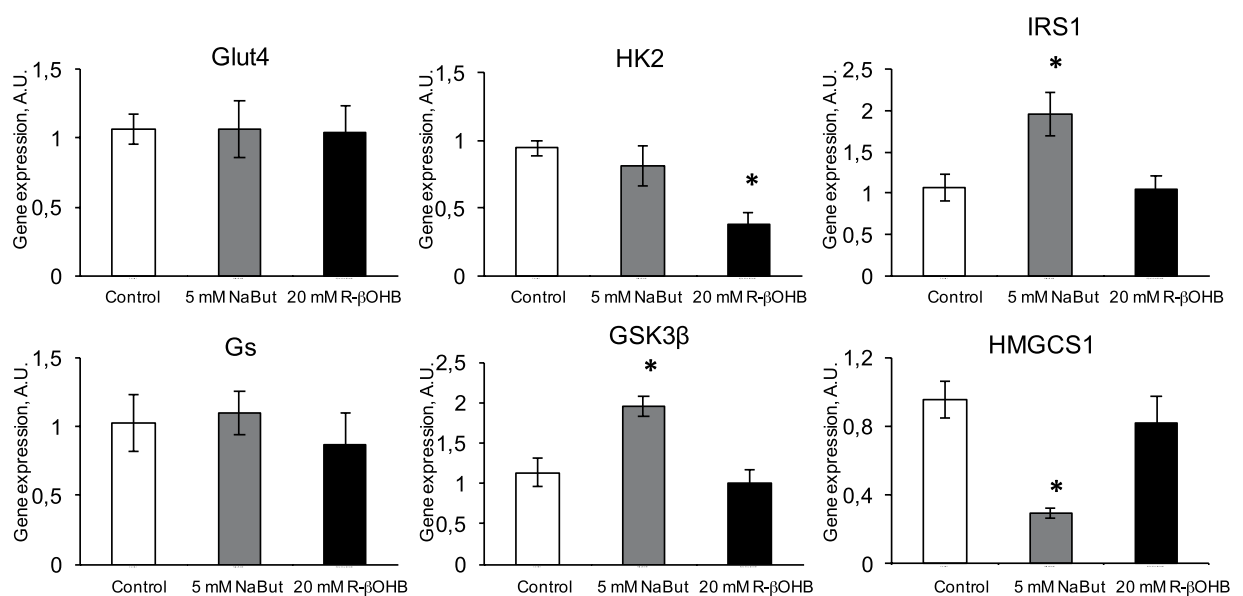 Glut4
Gene expression, A.U.
1,5
1
0,5
0
Control 5 mM NaBut 20 mM R-βOHB
HK2
Gene expression, A.U.
1,5
1
0,5
0
*
Control 5 mM NaBut 20 mM R-βOHB
IRS1
Gene expression, A.U.
2,5
2
1,5
1
0,5
0
*
Control 5 mM NaBut 20 mM R-βOHB
Gs
Gene expression, A.U.
1,5
1
0,5
0
Control 5 mM NaBut 20 mM R-βOHB
GSK3β
Gene expression, A.U.
2,5
2
1,5
1
0,5
0
*
Control 5 mM NaBut 20 mM R-βOHB
HMGCS1
Gene expression, A.U.
1,2
0,8
0,4
0
*
Control 5 mM NaBut 20 mM R-βOHB